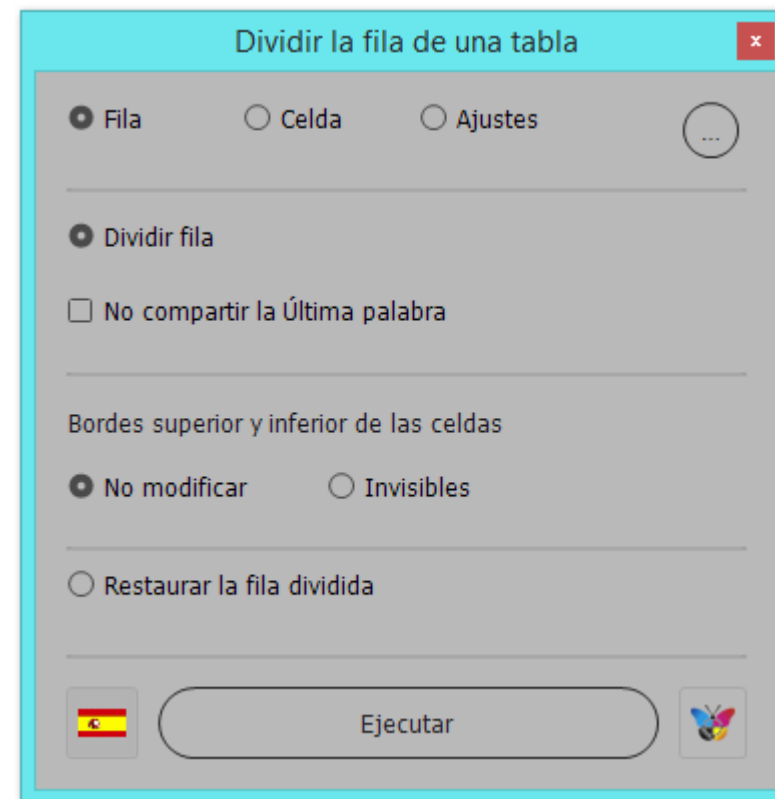 Dividir la fila de una tabla x
Fila Celda Ajustes ...
Dividir fila
No compartir la Última palabra
Bordes superior y inferior de las celdas
No modificar Invisibles
Restaurar la fila dividida
Ejecutar